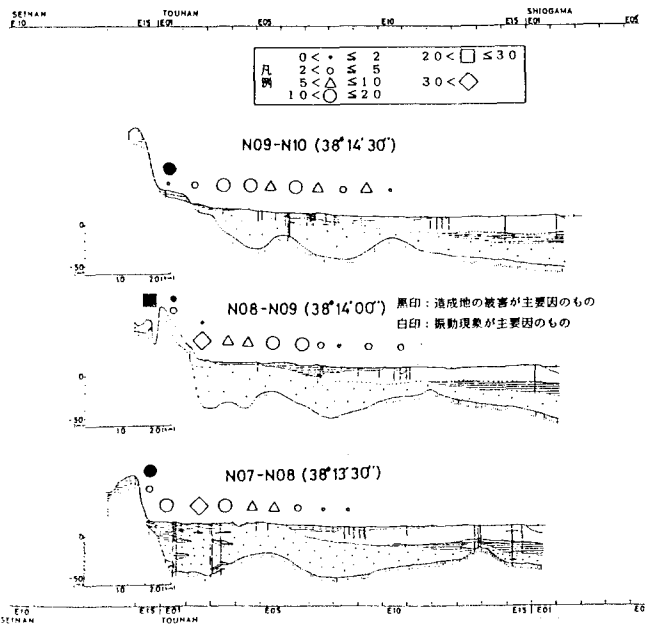 SEINAN TOUNAN SHIOGAMA
E10 E15 E01 E05 E10 E15 E01 E05
凡例
0 < ・ ≦ 2 20 < □ ≦ 30
2 < ○ ≦ 5
5 < △ ≦ 10 30 < ◇
10 < ○ ≦ 20
N09-N10 (38°14'30")
0
-50
10 20 (km)
N08-N09 (38°14'00")
黒印：造成地の被害が主要因のもの
白印：振動現象が主要因のもの
0
-50
10 20 (km)
N07-N08 (38°13'30")
0
-50
10 20 (km)
E10 E15 E01 E05 E10 E15 E01
SEINAN TOUNAN